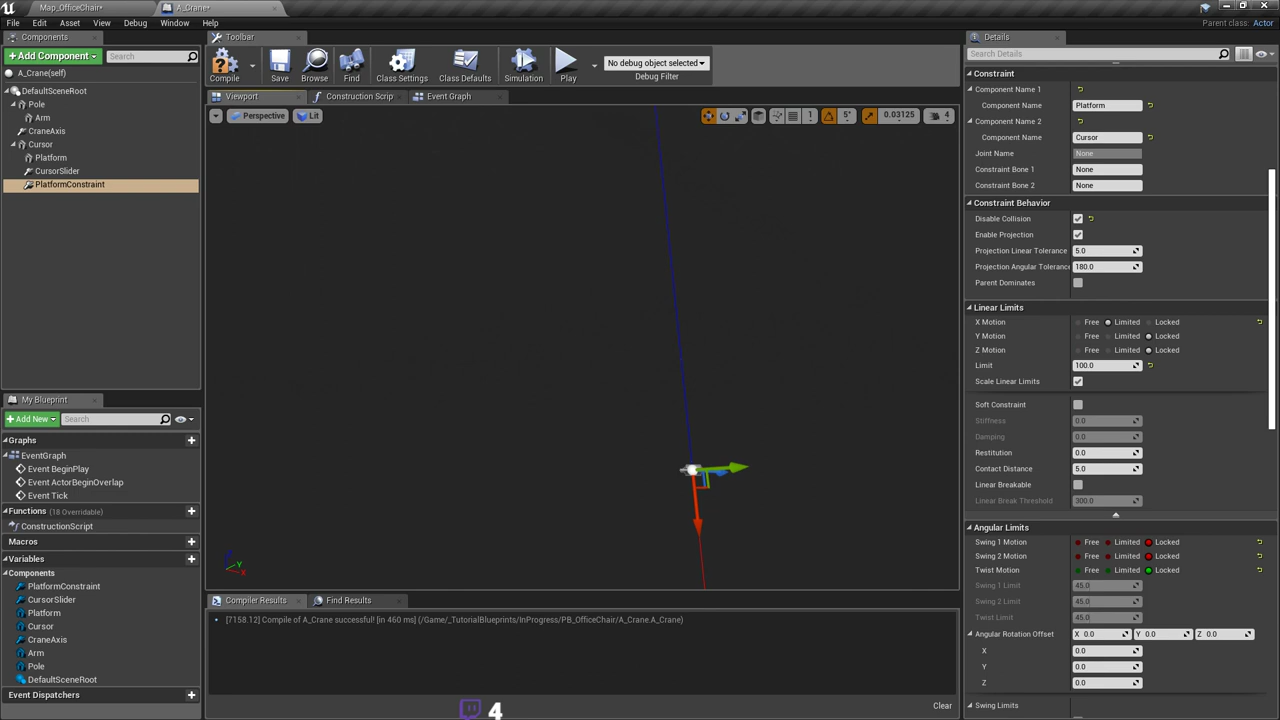 Map_OfficeChair*
A_Crane*
File Edit Asset View Debug Window Help
Parent class: Actor
Components
+ Add Component
Search
A_Crane(self)
DefaultSceneRoot
Pole
Arm
CraneAxis
Cursor
Platform
CursorSlider
PlatformConstraint
My Blueprint
+ Add New
Search
Graphs
EventGraph
Event BeginPlay
Event ActorBeginOverlap
Event Tick
Functions (18 Overridable)
ConstructionScript
Macros
Variables
Components
PlatformConstraint
CursorSlider
Platform
Cursor
CraneAxis
Arm
Pole
DefaultSceneRoot
Event Dispatchers
Toolbar
Compile
Save
Browse
Find
Class Settings
Class Defaults
Simulation
Play
No debug object selected
Debug Filter
Viewport
Construction Scrip
Event Graph
Perspective
Lit
1
5°
0.03125
4
X
Y
Compiler Results
Find Results
[7158.12] Compile of A_Crane successful! [in 460 ms] (/Game/_TutorialBlueprints/InProgress/PB_OfficeChair/A_Crane.A_Crane)
Clear
4
Details
Search Details
Constraint
Component Name 1
Component Name Platform
Component Name 2
Component Name Cursor
Joint Name None
Constraint Bone 1 None
Constraint Bone 2 None
Constraint Behavior
Disable Collision
Enable Projection
Projection Linear Tolerance 5.0
Projection Angular Toleranc 180.0
Parent Dominates
Linear Limits
X Motion Free Limited Locked
Y Motion Free Limited Locked
Z Motion Free Limited Locked
Limit 100.0
Scale Linear Limits
Soft Constraint
Stiffness 0.0
Damping 0.0
Restitution 0.0
Contact Distance 5.0
Linear Breakable
Linear Break Threshold 300.0
Angular Limits
Swing 1 Motion Free Limited Locked
Swing 2 Motion Free Limited Locked
Twist Motion Free Limited Locked
Swing 1 Limit 45.0
Swing 2 Limit 45.0
Twist Limit 45.0
Angular Rotation Offset X 0.0 Y 0.0 Z 0.0
X 0.0
Y 0.0
Z 0.0
Swing Limits